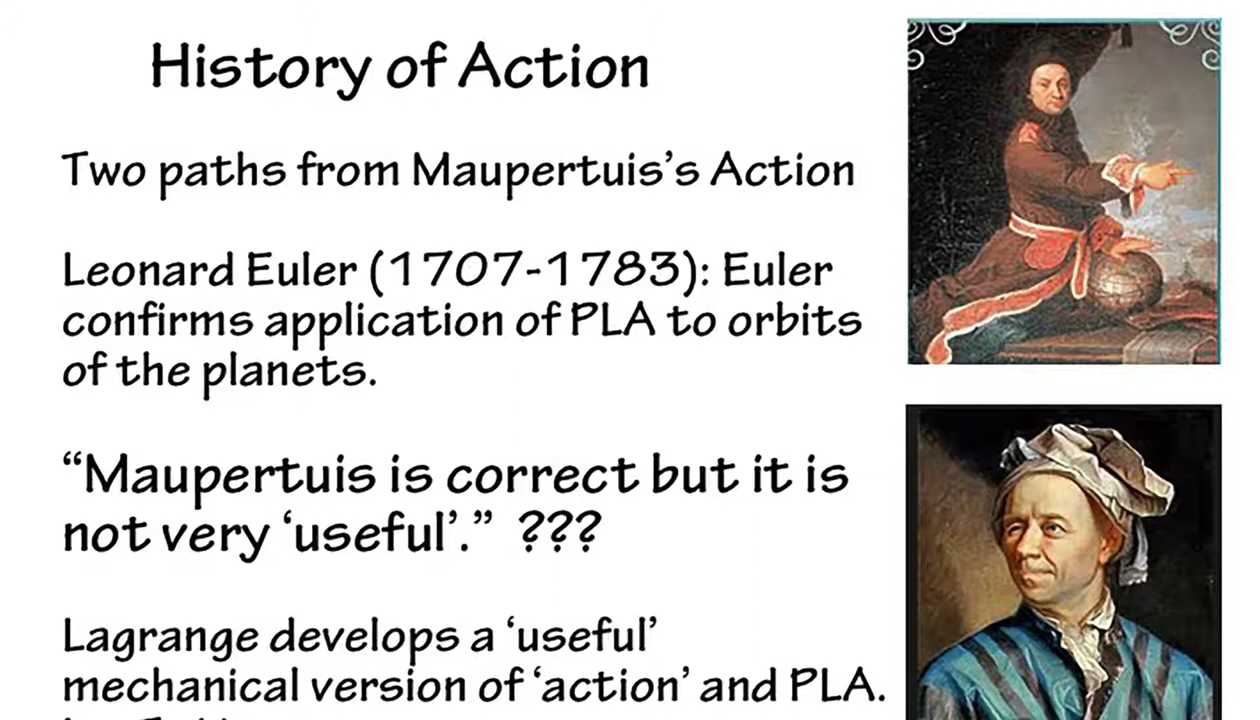 History of Action
Two paths from Maupertuis's Action
Leonard Euler (1707-1783): Euler
confirms application of PLA to orbits
of the planets.
“Maupertuis is correct but it is
not very ‘useful’.” ???
Lagrange develops a ‘useful’
mechanical version of ‘action’ and PLA.